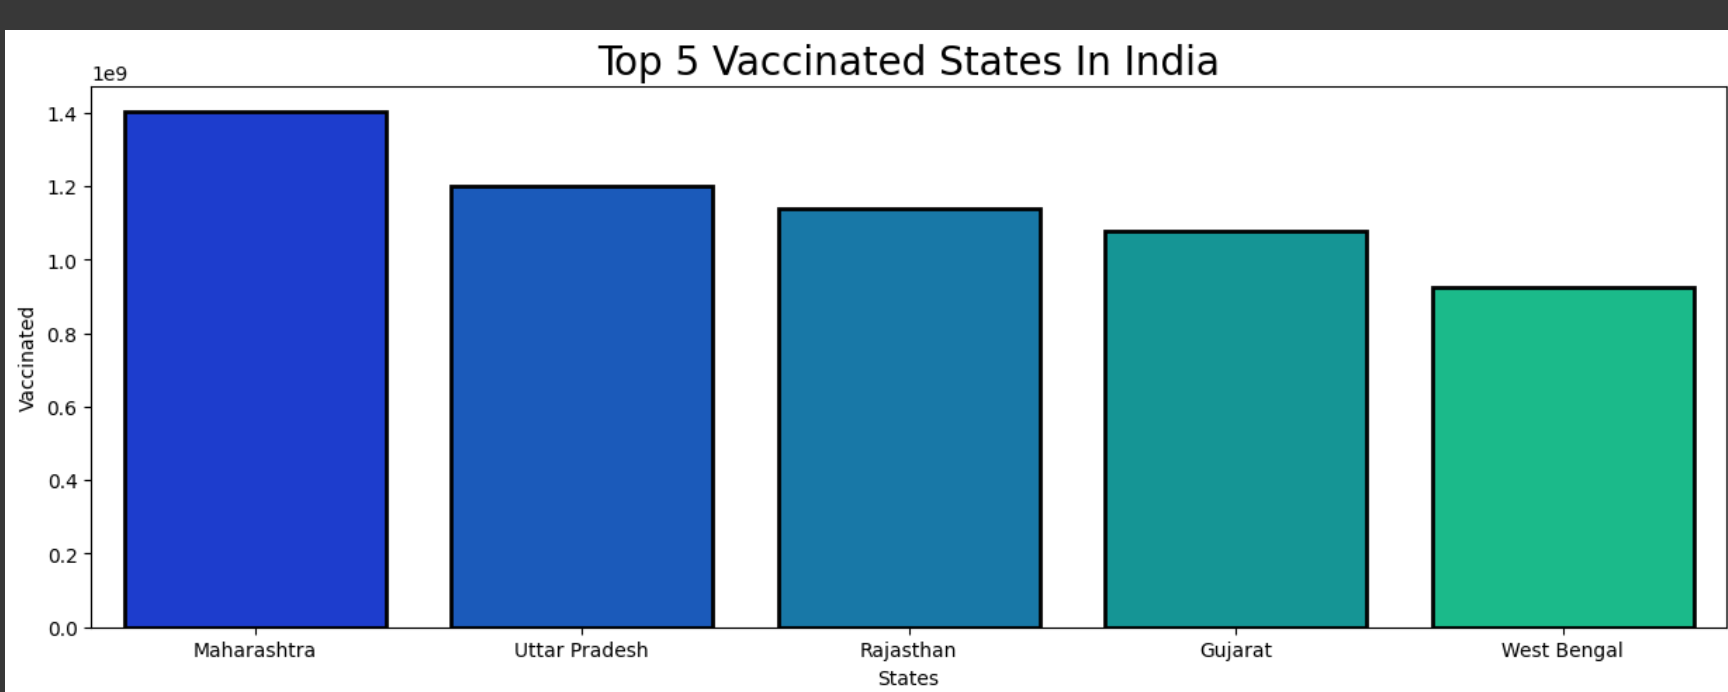 Top 5 Vaccinated States In India
1e9
1.4
1.2
1.0
0.8
0.6
0.4
0.2
0.0
Vaccinated
Maharashtra Uttar Pradesh Rajasthan Gujarat West Bengal
States